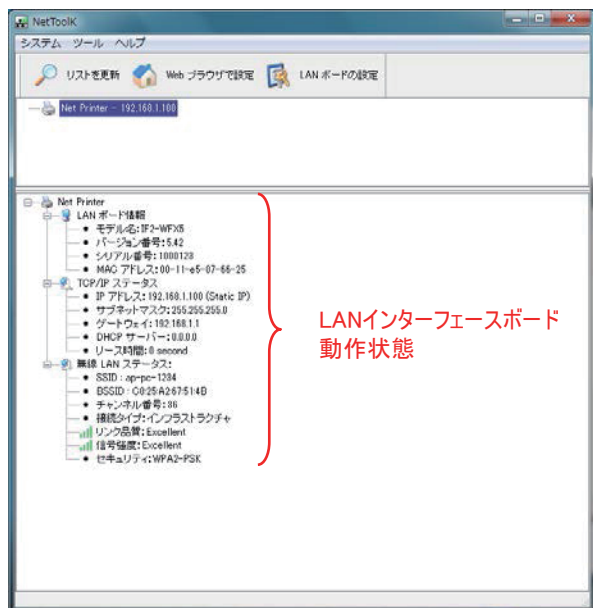 NetToolK
システム ツール ヘルプ
リストを更新 Web ブラウザで設定 LAN ボードの設定
Net Printer - 192.168.1.100
Net Printer
LAN ボード情報
モデル名:IF2-WFX6
バージョン番号:5.42
シリアル番号:1000123
MAC アドレス:00-11-e5-07-66-25
TCP/IP ステータス
IP アドレス:192.168.1.100 (Static IP)
サブネットマスク:255.255.255.0
ゲートウェイ:192.168.1.1
DHCP サーバー:0.0.0.0
リース時間:0 second
無線 LAN ステータス:
SSID : ap-pc-1234
BSSID : C0:25:A2:67:51:4B
チャンネル番号:36
接続タイプ:インフラストラクチャ
リンク品質:Excellent
信号強度:Excellent
セキュリティ:WPA2-PSK
LANインターフェースボード
動作状態